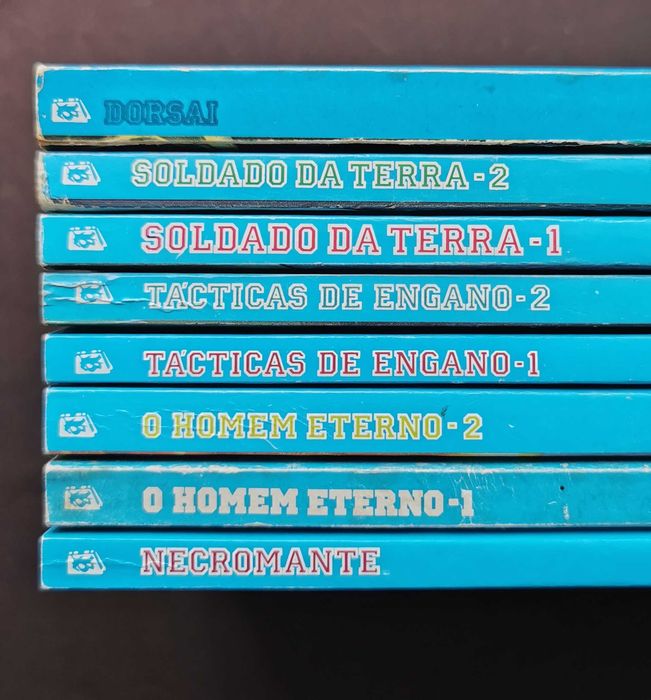 DORSAI
SOLDADO DA TERRA - 2
SOLDADO DA TERRA - 1
TÁCTICAS DE ENGANO - 2
TÁCTICAS DE ENGANO - 1
O HOMEM ETERNO - 2
O HOMEM ETERNO - 1
NECROMANTE